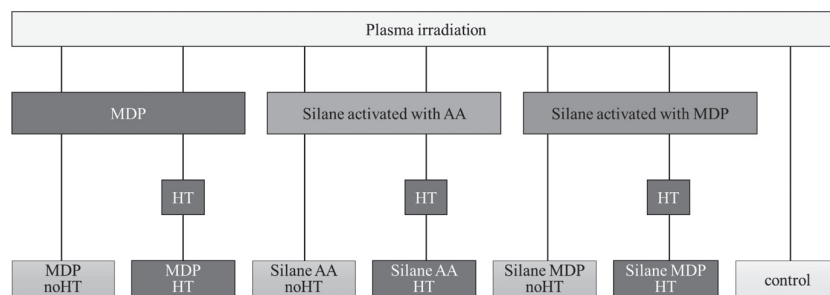 Plasma irradiation
MDP
Silane activated with AA
Silane activated with MDP
HT
HT
HT
MDP
noHT
MDP
HT
Silane AA
noHT
Silane AA
HT
Silane MDP
noHT
Silane MDP
HT
control